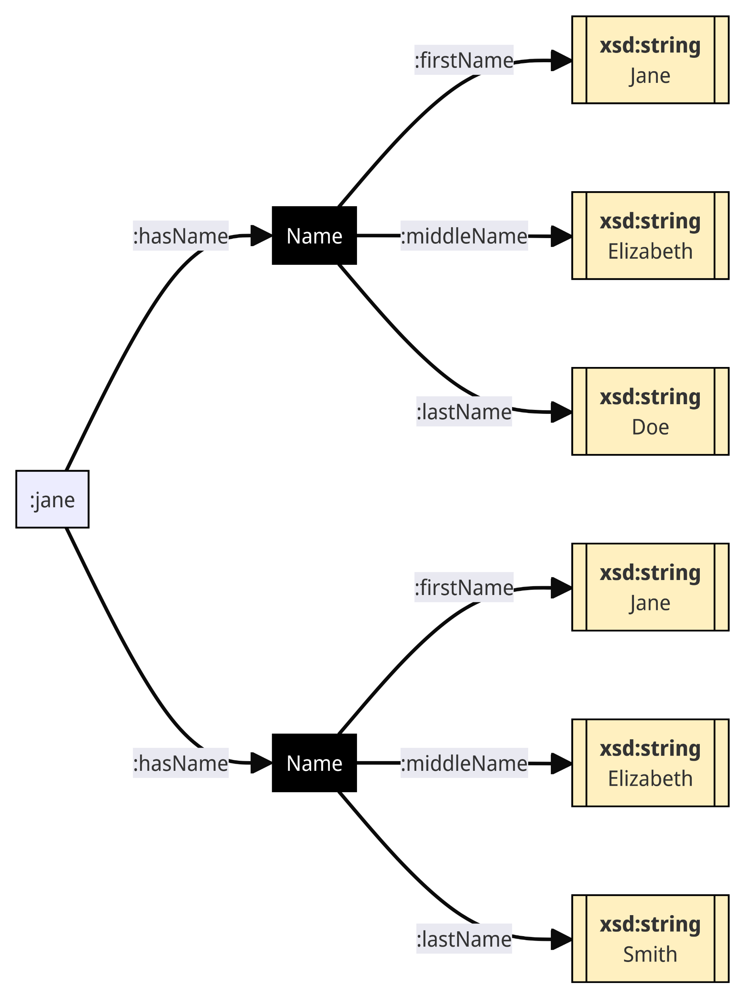 :jane
:hasName
Name
:firstName
xsd:string
Jane
:middleName
xsd:string
Elizabeth
:lastName
xsd:string
Doe
:hasName
Name
:firstName
xsd:string
Jane
:middleName
xsd:string
Elizabeth
:lastName
xsd:string
Smith